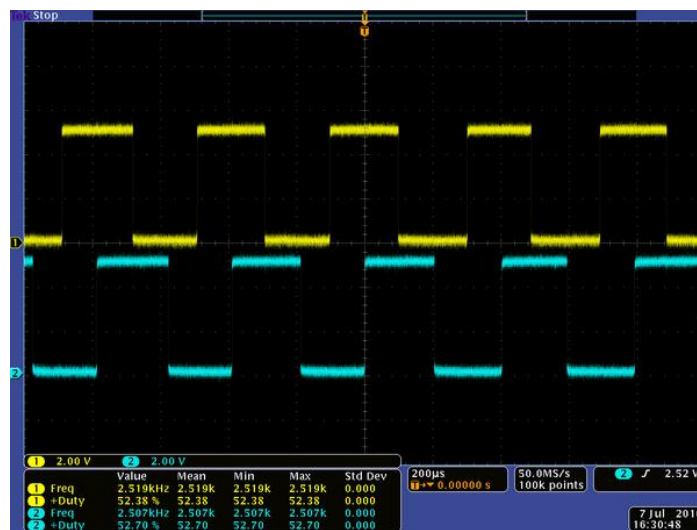 Tek Stop
T
1
2
1 2.00 V 2 2.00 V
Value Mean Min Max Std Dev
1 Freq 2.519kHz 2.519k 2.519k 2.519k 0.000
1 +Duty 52.38 % 52.38 52.38 52.38 0.000
2 Freq 2.507kHz 2.507k 2.507k 2.507k 0.000
2 +Duty 52.70 % 52.70 52.70 52.70 0.000
200µs
T→▼ 0.00000 s
50.0MS/s
100k points
2 2.52 V
7 Jul 201
16:30:48